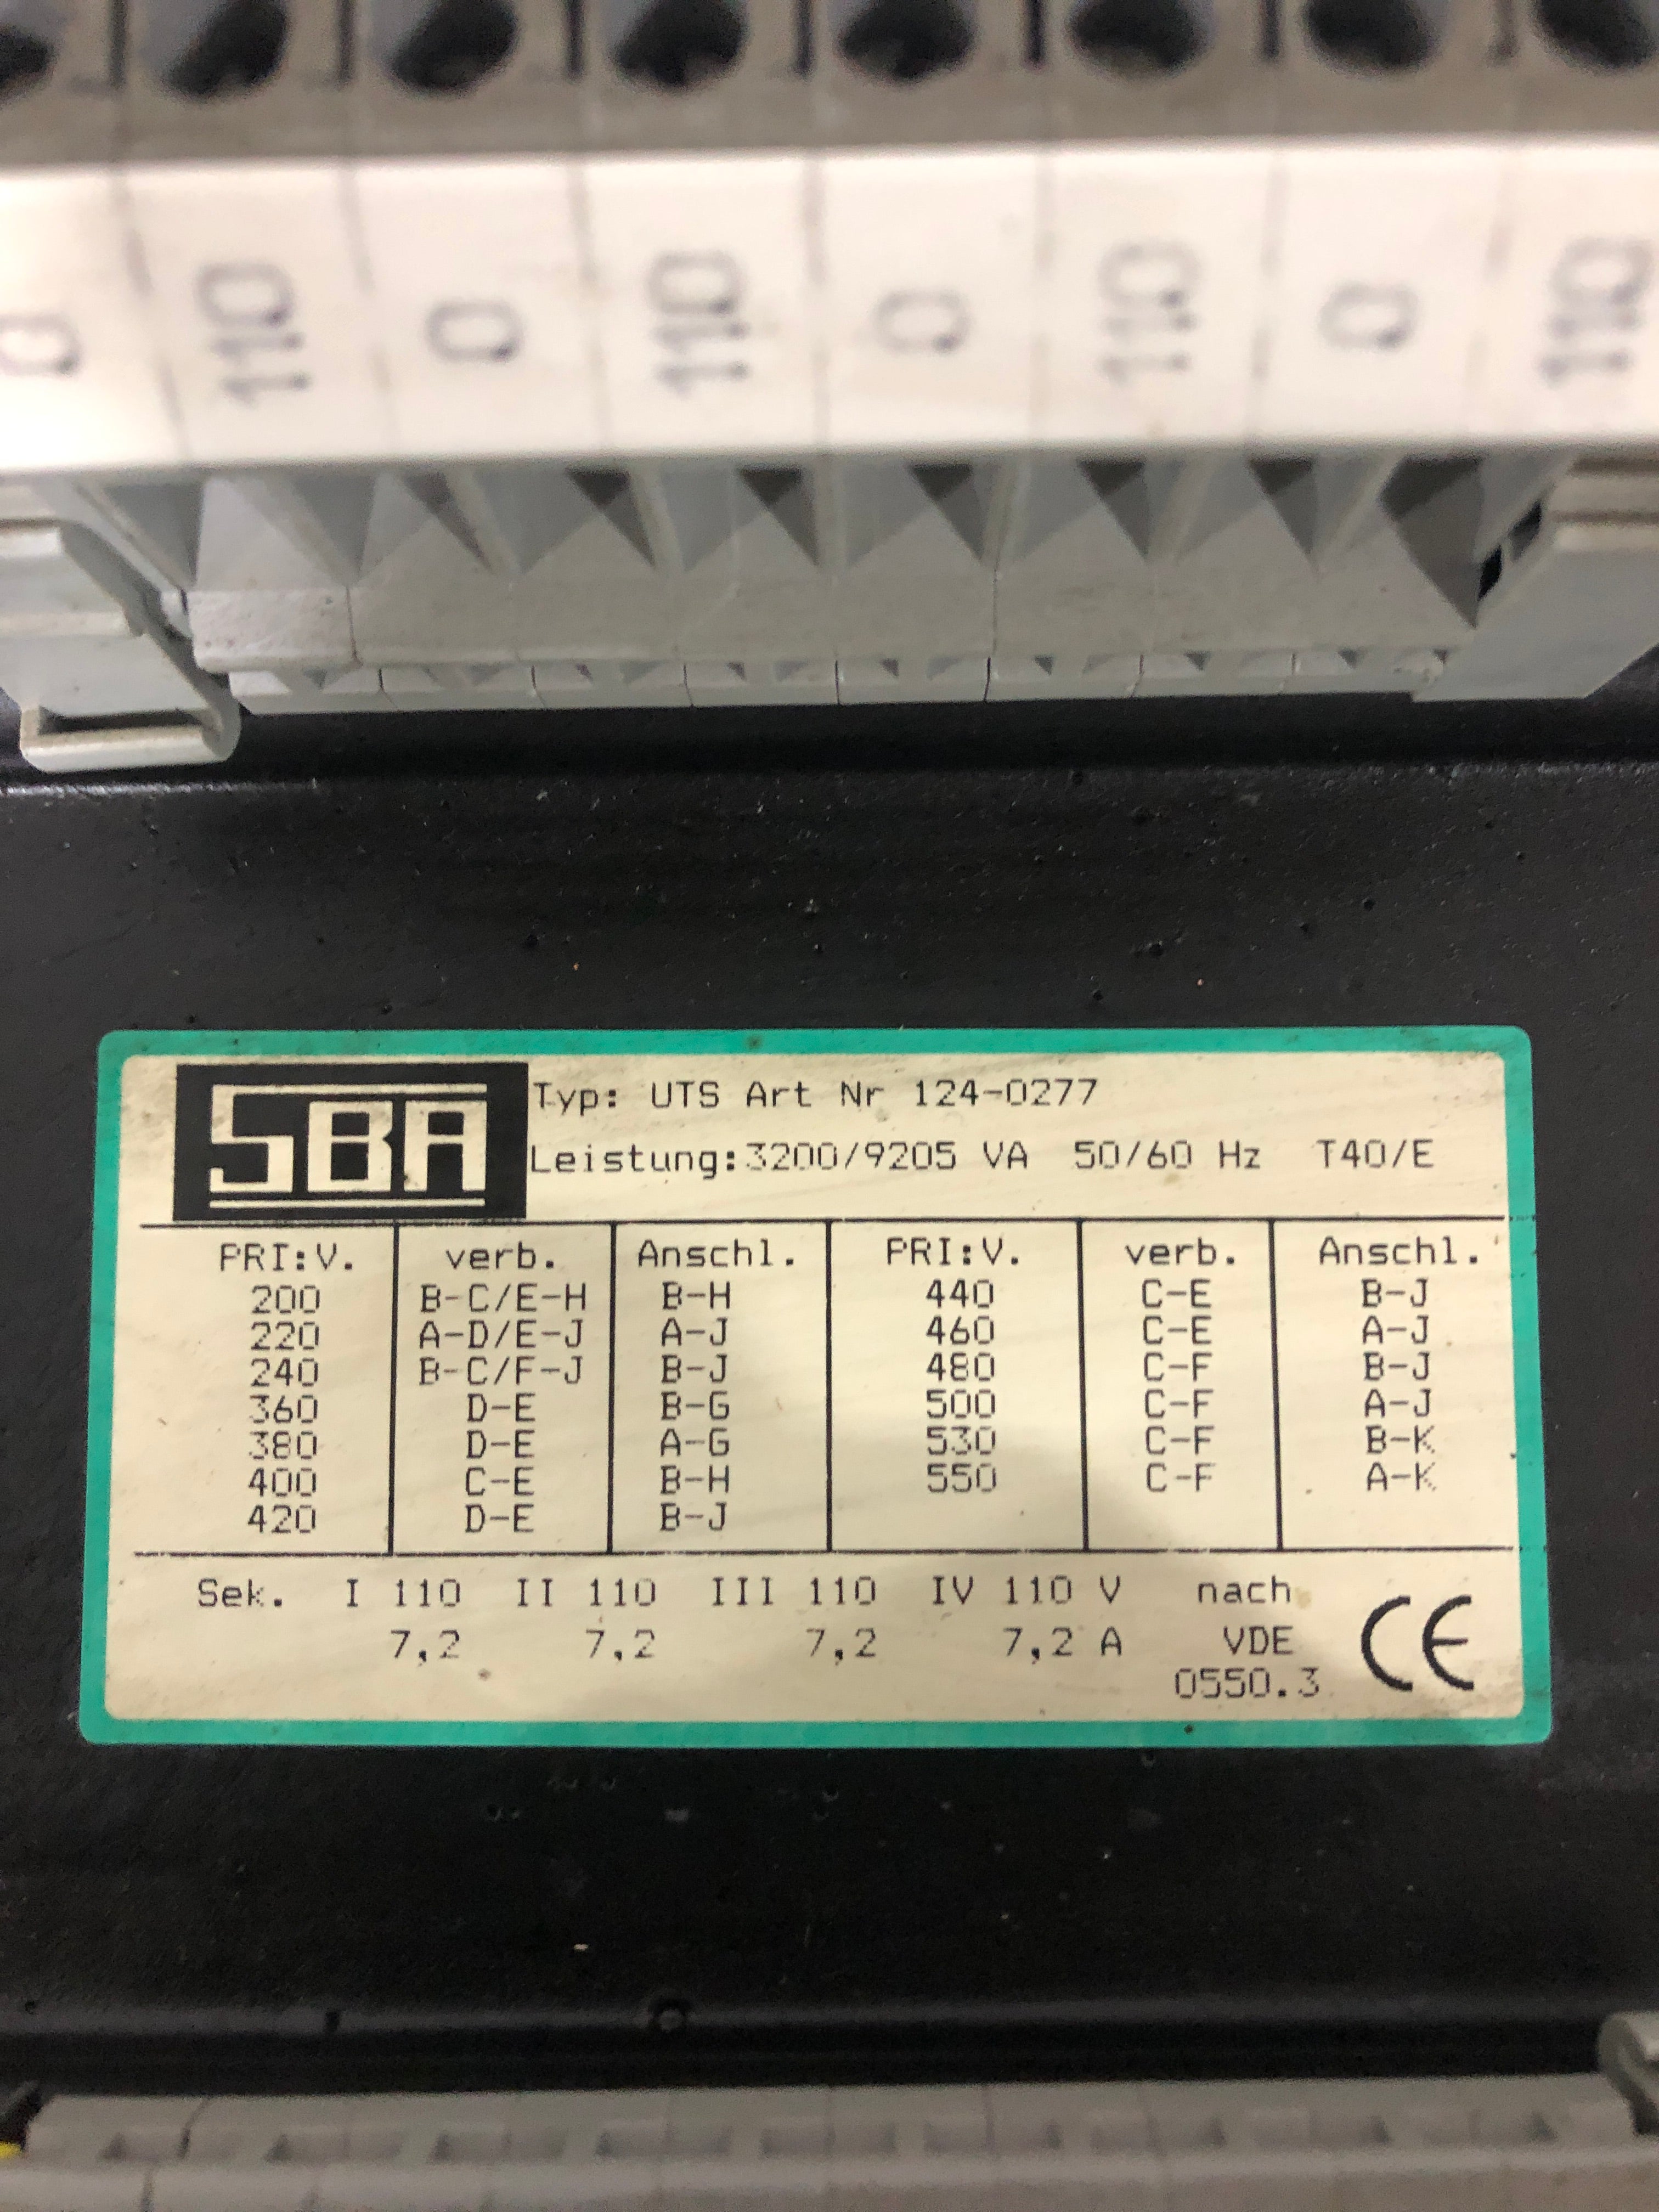 0 110 0 110 0 110 0 110
SBA
Typ: UTS Art Nr 124-0277
Leistung:3200/9205 VA 50/60 Hz T40/E
PRI:V. verb. Anschl. PRI:V. verb. Anschl.
200 B-C/E-H B-H 440 C-E B-J
220 A-D/E-J A-J 460 C-E A-J
240 B-C/F-J B-J 480 C-F B-J
360 D-E B-G 500 C-F A-J
380 D-E A-G 530 C-F B-K
400 C-E B-H 550 C-F A-K
420 D-E B-J
Sek. I 110 II 110 III 110 IV 110 V nach
7,2 7,2 7,2 7,2 A VDE
0550.3
CE